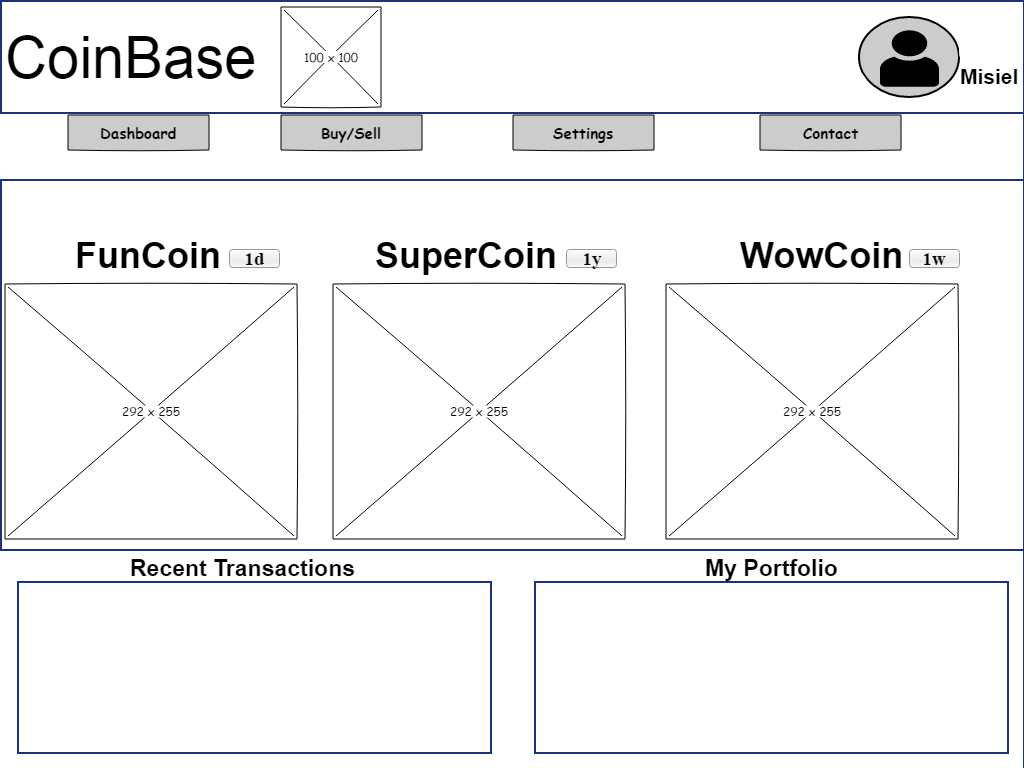 CoinBase
100 x 100
Misiel
Dashboard
Buy/Sell
Settings
Contact
FunCoin 1d
SuperCoin 1y
WowCoin 1w
292 x 255
292 x 255
292 x 255
Recent Transactions
My Portfolio